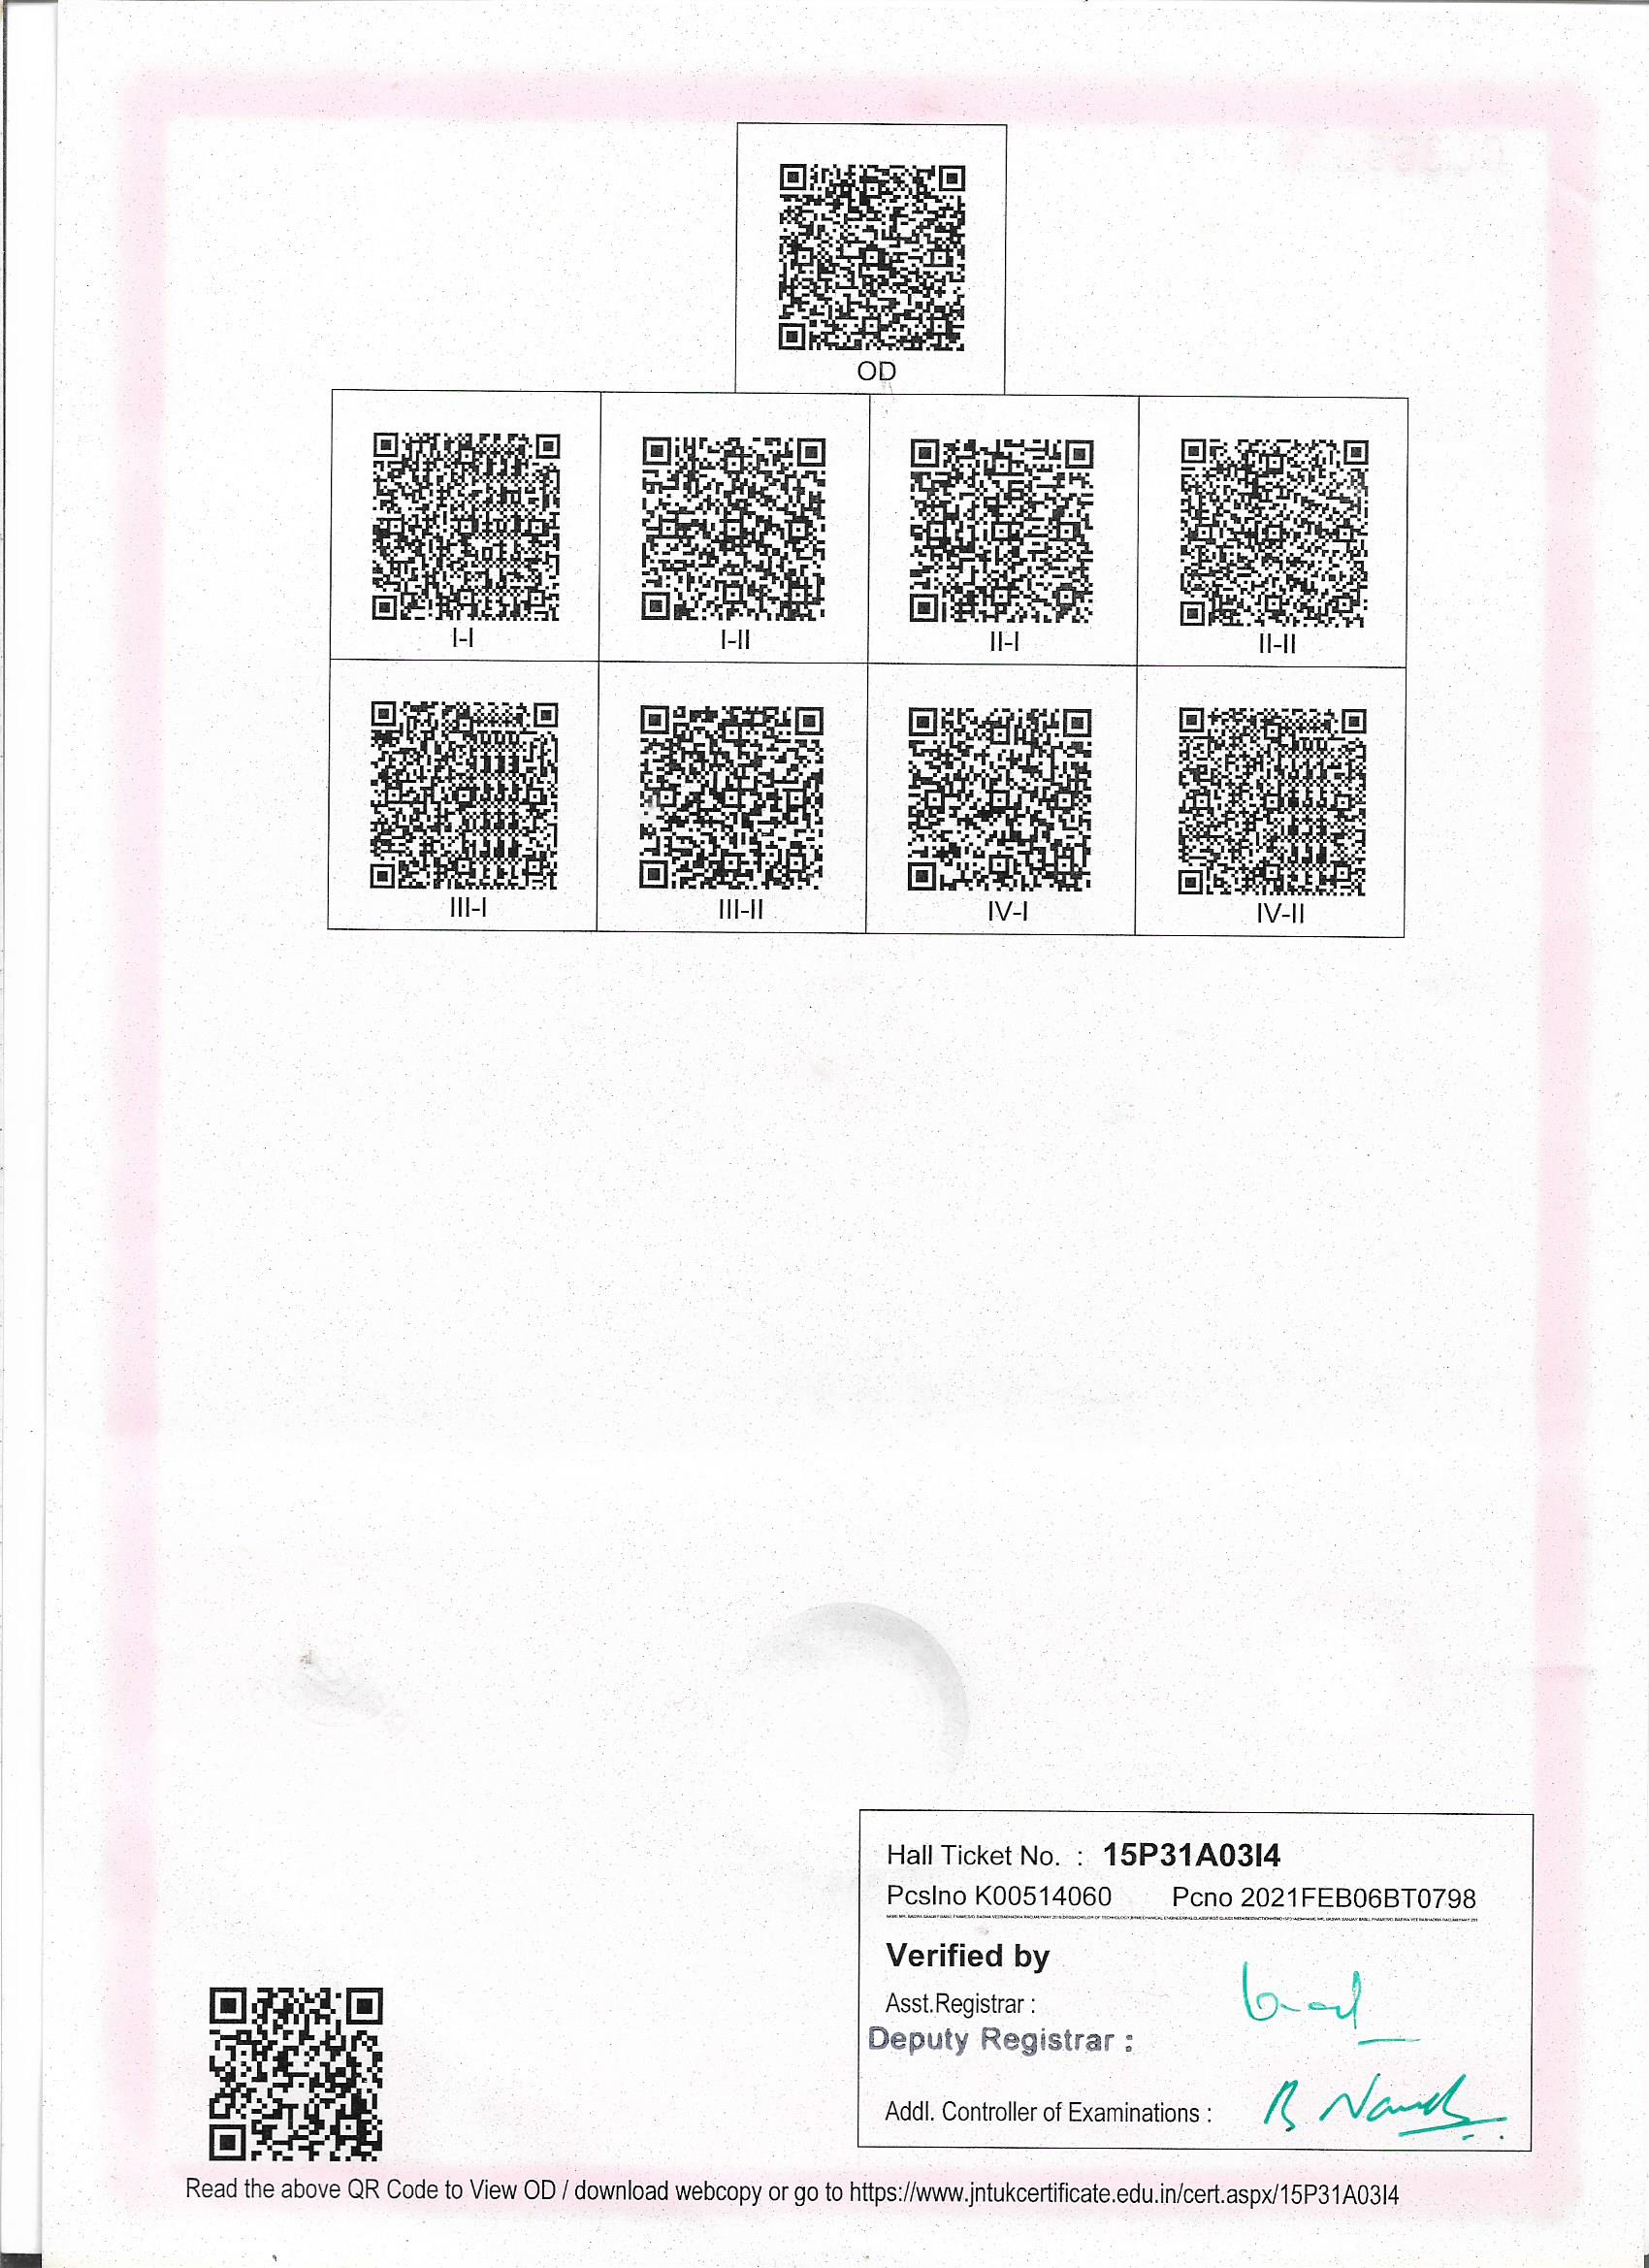 OD
I-I
I-II
II-I
II-II
III-I
III-II
IV-I
IV-II
Hall Ticket No. : 15P31A03I4
Pcslno K00514060 Pcno 2021FEB06BT0798
Verified by
Asst.Registrar :
Deputy Registrar :
Addl. Controller of Examinations :
Read the above QR Code to View OD / download webcopy or go to https://www.jntukcertificate.edu.in/cert.aspx/15P31A03I4